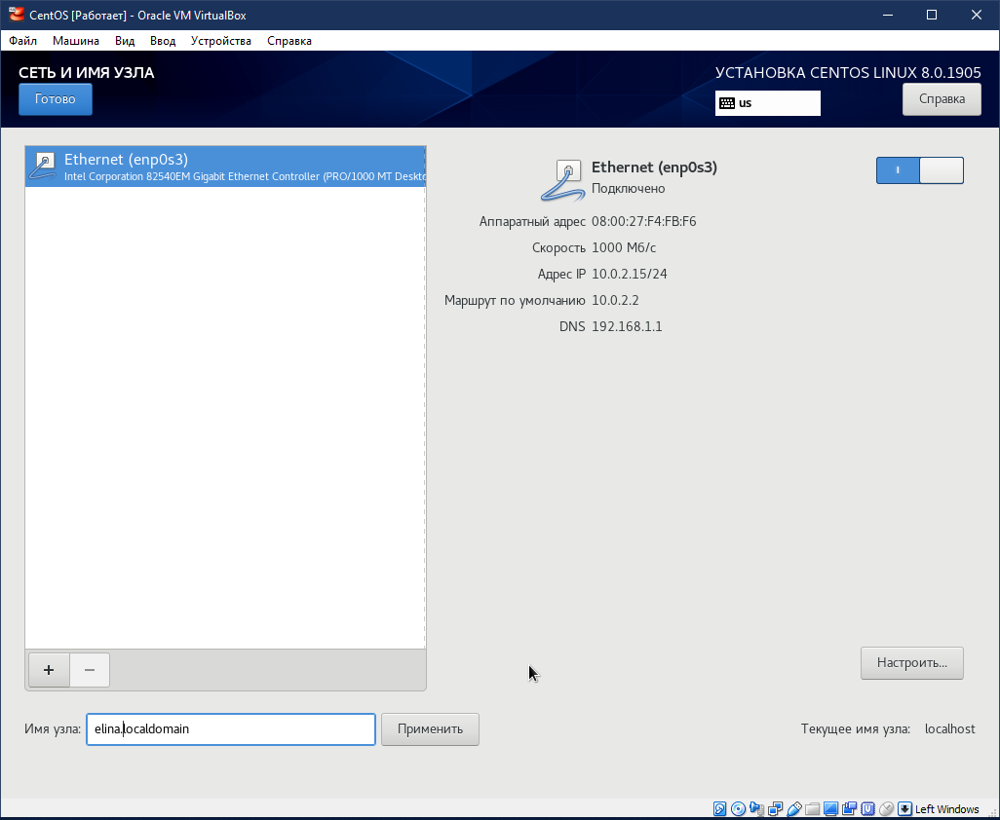 CentOS [Работает] - Oracle VM VirtualBox
Файл Машина Вид Ввод Устройства Справка
СЕТЬ И ИМЯ УЗЛА
УСТАНОВКА CENTOS LINUX 8.0.1905
Готово
us
Справка
Ethernet (enp0s3)
Intel Corporation 82540EM Gigabit Ethernet Controller (PRO/1000 MT Deskto
Ethernet (enp0s3)
Подключено
Аппаратный адрес 08:00:27:F4:FB:F6
Скорость 1000 Мб/с
Адрес IP 10.0.2.15/24
Маршрут по умолчанию 10.0.2.2
DNS 192.168.1.1
+ −
Настроить...
Имя узла: elina.localdomain Применить Текущее имя узла: localhost
Left Windows